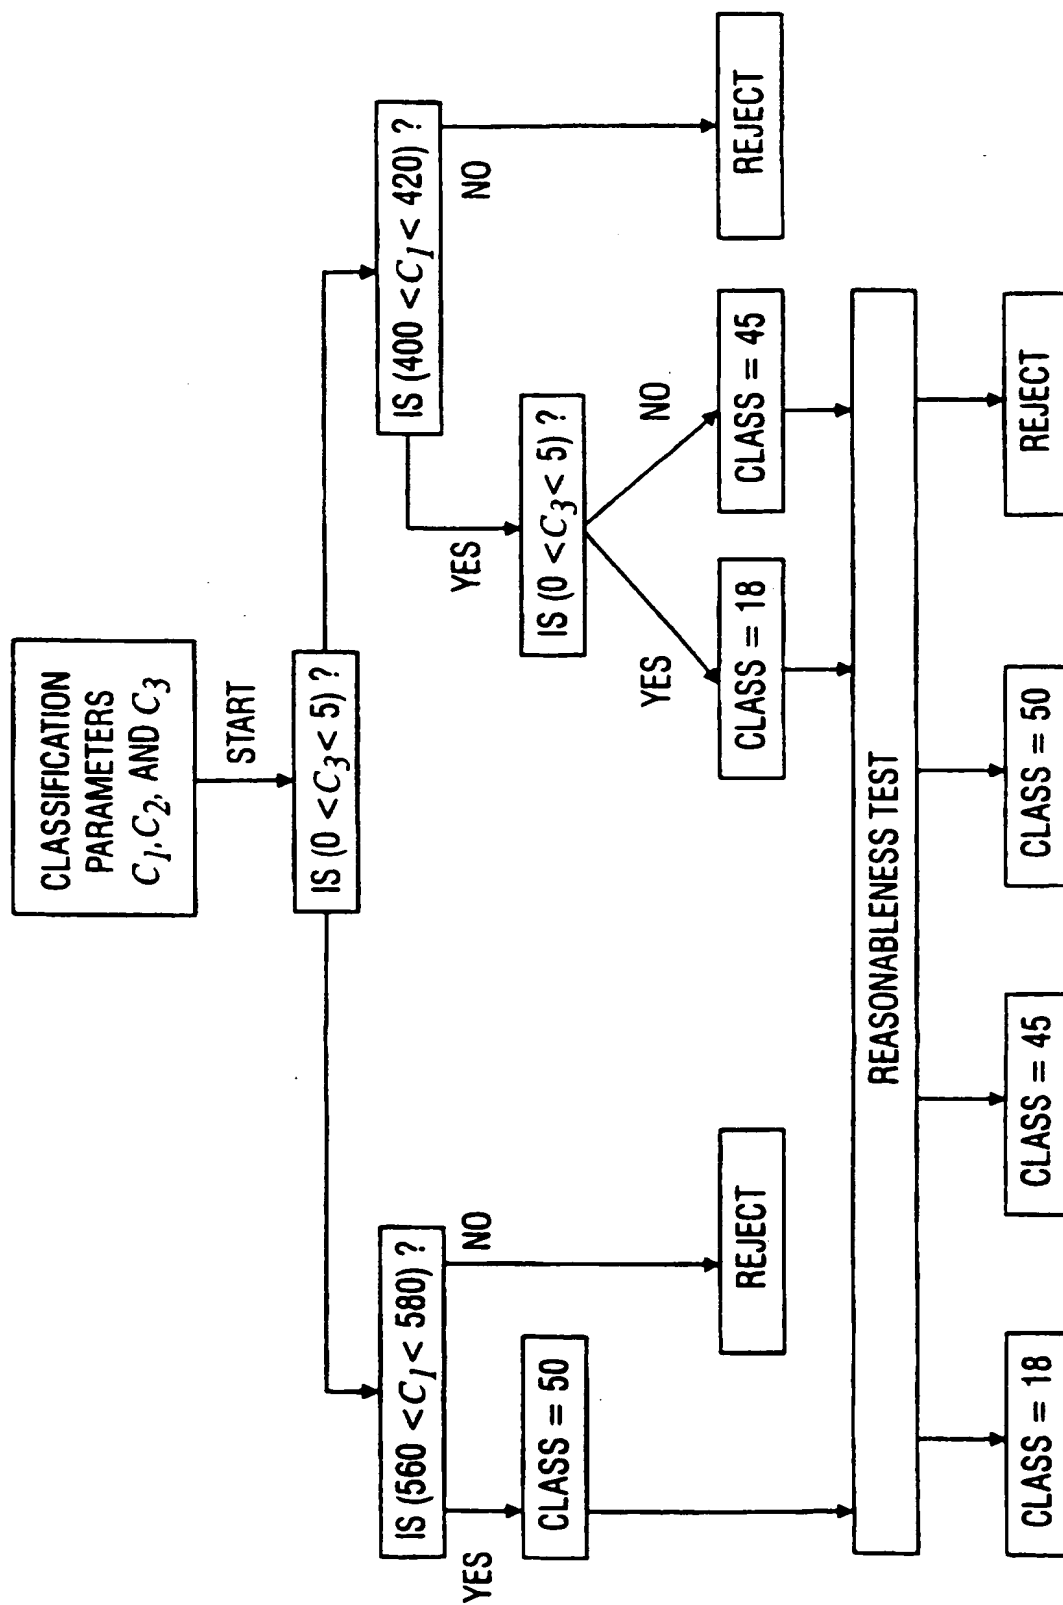 CLASSIFICATION
PARAMETERS
C1, C2, AND C3
START
IS (0 < C3 < 5) ?
IS (560 < C1 < 580) ?
IS (400 < C1 < 420) ?
YES
NO
YES
NO
CLASS = 50
IS (0 < C3 < 5) ?
YES
NO
REJECT
CLASS = 18
CLASS = 45
REJECT
REASONABLENESS TEST
CLASS = 18
CLASS = 45
CLASS = 50
REJECT